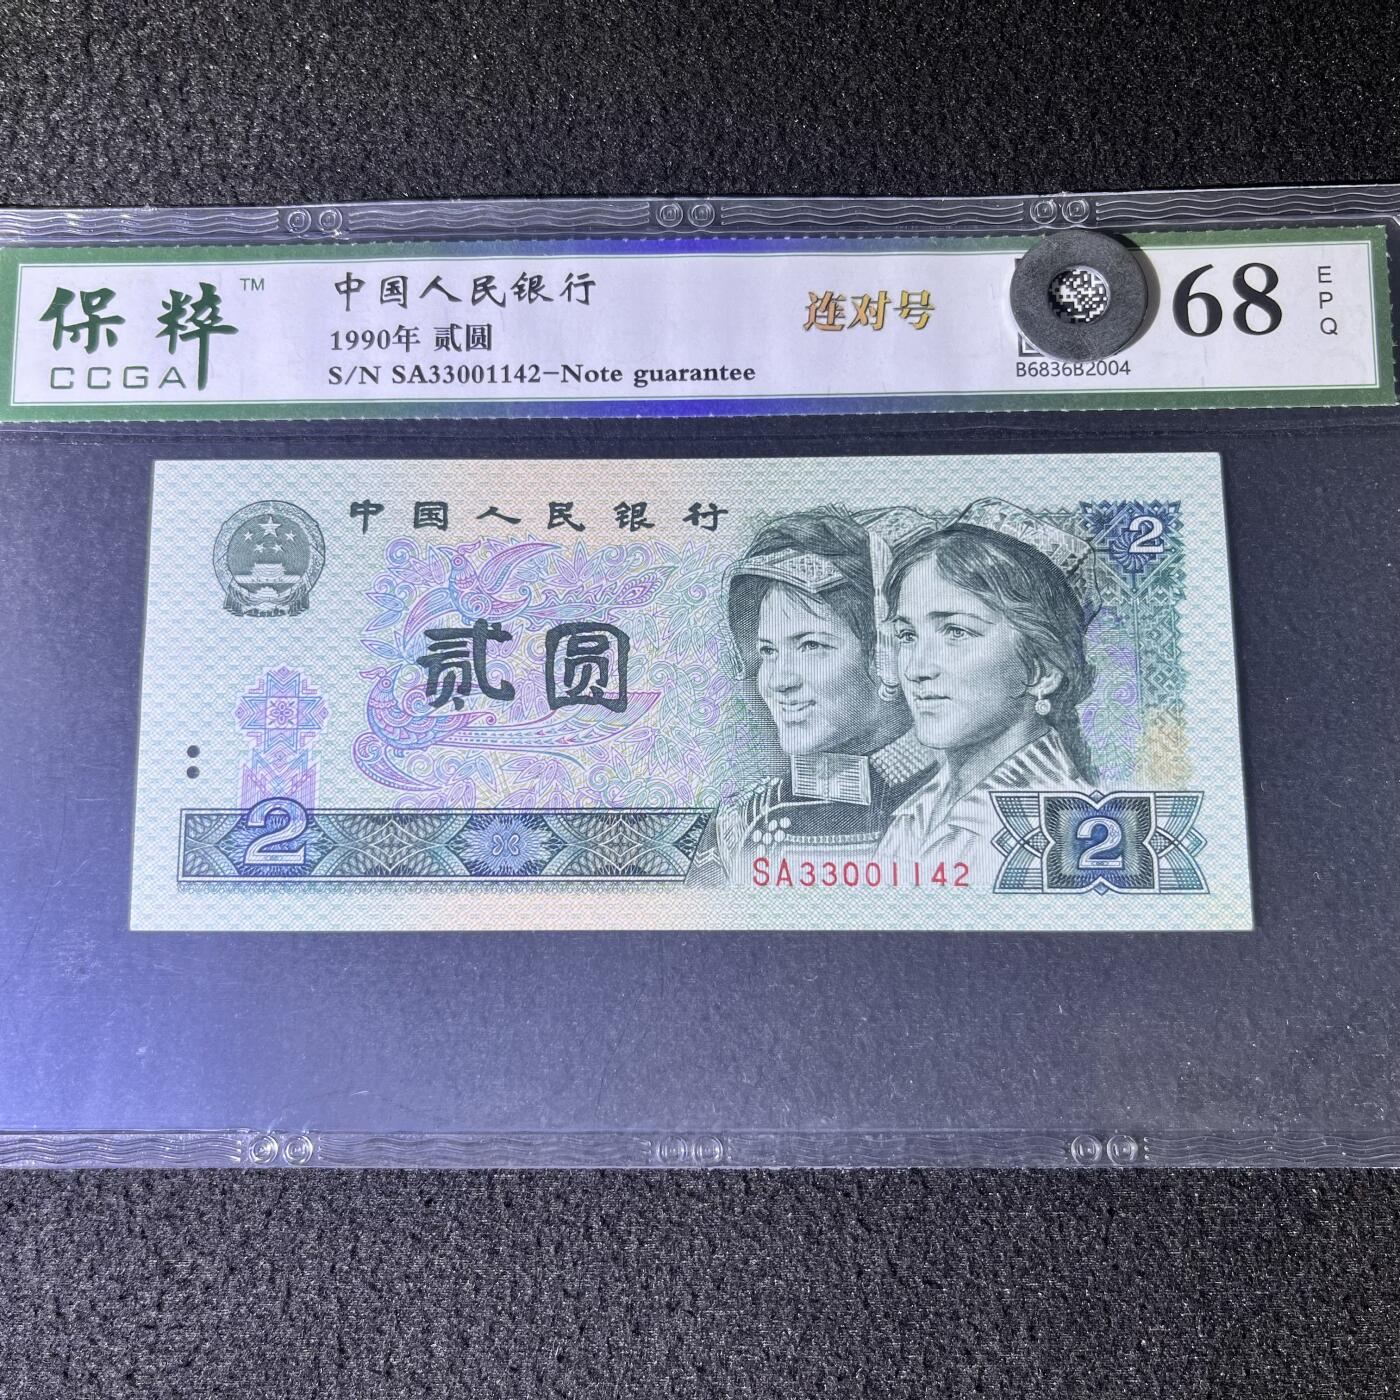 保粹™
CCGA
中国人民银行
1990年 贰圆
S/N SA33001142-Note guarantee
连对号
B6836B2004
68
EPQ
中国人民银行
2
贰圆
2
SA33001142
2